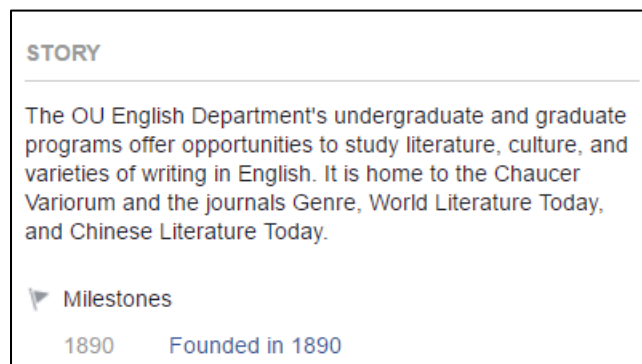 STORY
The OU English Department's undergraduate and graduate
programs offer opportunities to study literature, culture, and
varieties of writing in English. It is home to the Chaucer
Variorum and the journals Genre, World Literature Today,
and Chinese Literature Today.
Milestones
1890 Founded in 1890